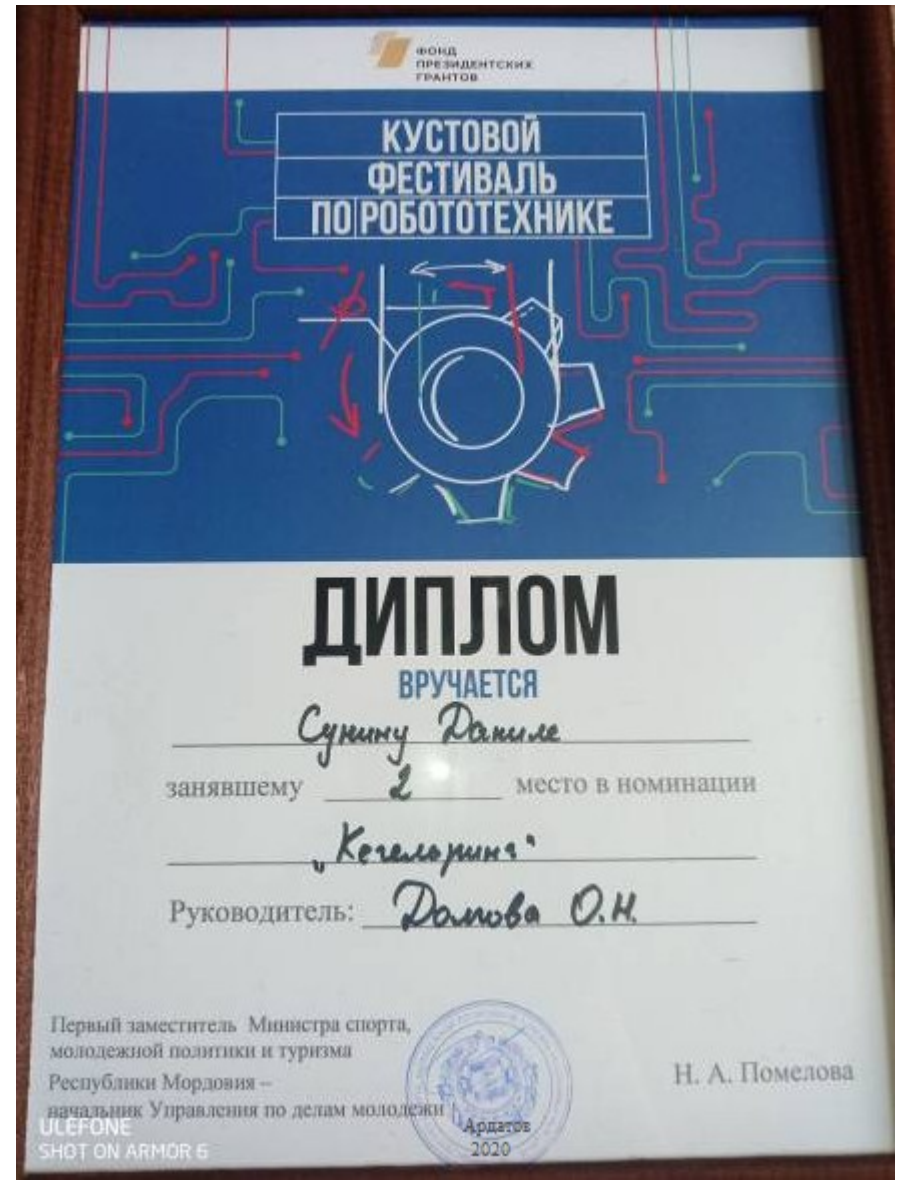 ФОНД
ПРЕЗИДЕНТСКИХ
ГРАНТОВ
КУСТОВОЙ
ФЕСТИВАЛЬ
ПО РОБОТОТЕХНИКЕ
ДИПЛОМ
ВРУЧАЕТСЯ
Сунину Даниле
занявшему 2 место в номинации
„Кегельринг“
Руководитель: О.Н.
Первый заместитель Министра спорта,
молодежной политики и туризма
Республики Мордовия –
начальник Управления по делам молодежи
Н. А. Помелова
Ардатов
2020
ULEFONE
SHOT ON ARMOR 6